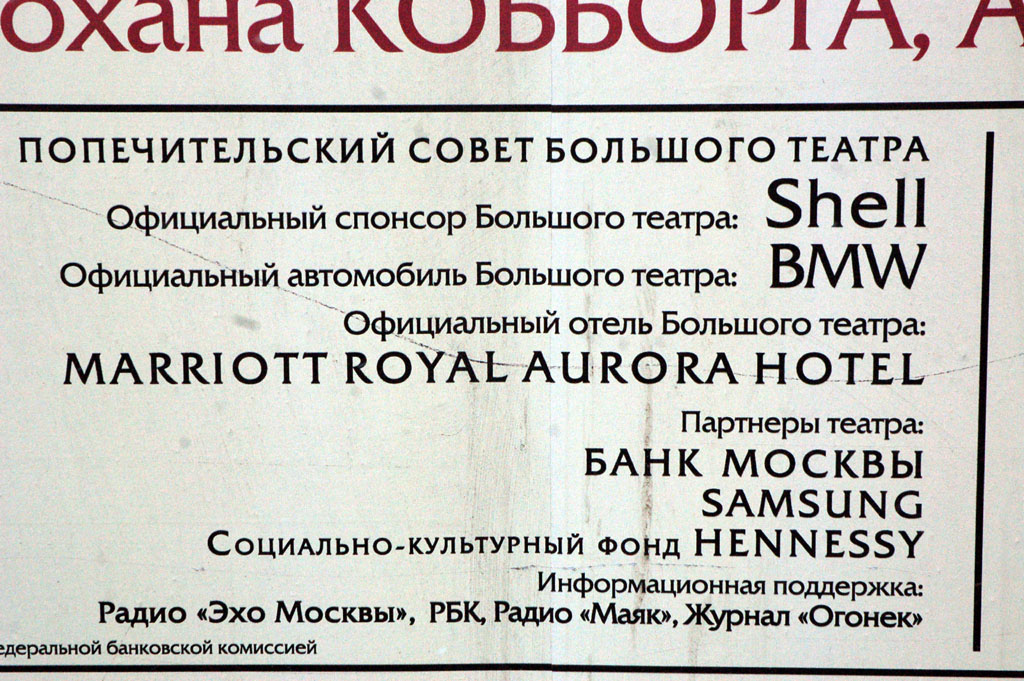 охана КОББОРГА, А
ПОПЕЧИТЕЛЬСКИЙ СОВЕТ БОЛЬШОГО ТЕАТРА
Официальный спонсор Большого театра: Shell
Официальный автомобиль Большого театра: BMW
Официальный отель Большого театра:
MARRIOTT ROYAL AURORA HOTEL
Партнеры театра:
БАНК МОСКВЫ
SAMSUNG
Социально-культурный фонд HENNESSY
Информационная поддержка:
Радио «Эхо Москвы», РБК, Радио «Маяк», Журнал «Огонек»
едеральной банковской комиссией